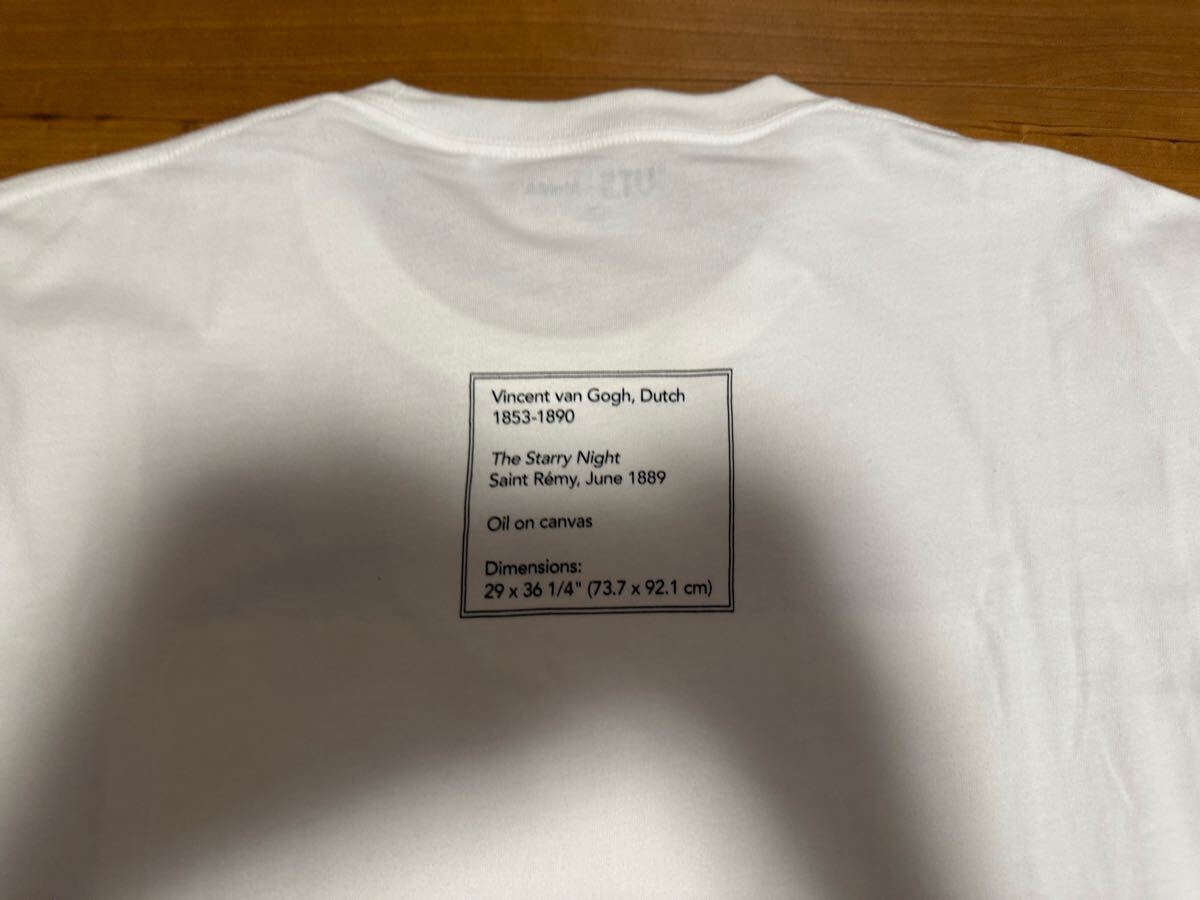 Vincent van Gogh, Dutch
1853-1890
The Starry Night
Saint Rémy, June 1889
Oil on canvas
Dimensions:
29 x 36 1/4" (73.7 x 92.1 cm)